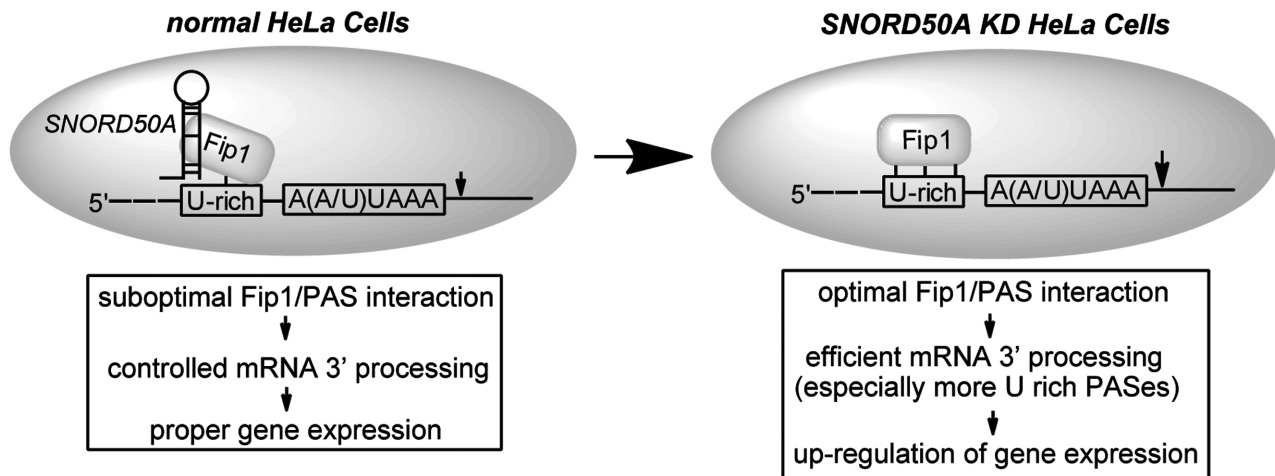 normal HeLa Cells
SNORD50A
Fip1
5'
U-rich
A(A/U)UAAA
suboptimal Fip1/PAS interaction
controlled mRNA 3’ processing
proper gene expression
SNORD50A KD HeLa Cells
Fip1
5'
U-rich
A(A/U)UAAA
optimal Fip1/PAS interaction
efficient mRNA 3’ processing
(especially more U rich PASes)
up-regulation of gene expression